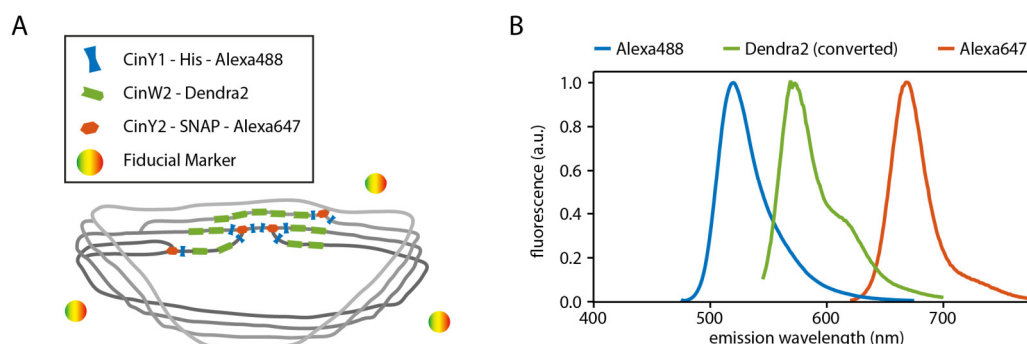 A
CinY1 - His - Alexa488
CinW2 - Dendra2
CinY2 - SNAP - Alexa647
Fiducial Marker
B
Alexa488 Dendra2 (converted) Alexa647
1.0
0.8
0.6
0.4
0.2
0.0
fluorescence (a.u.)
400 500 600 700
emission wavelength (nm)